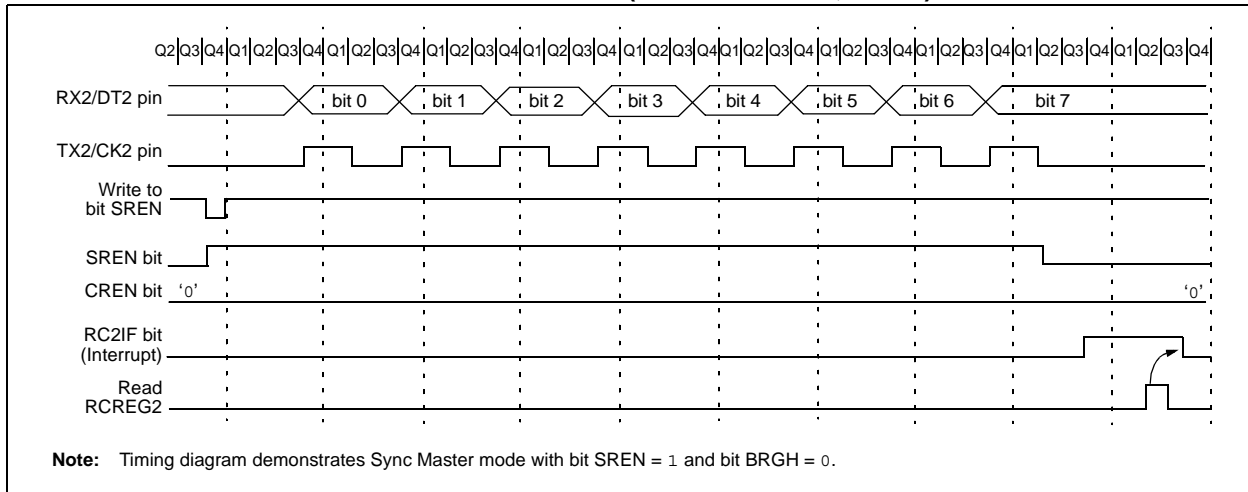 Q2 Q3 Q4 Q1 Q2 Q3 Q4 Q1 Q2 Q3 Q4 Q1 Q2 Q3 Q4 Q1 Q2 Q3 Q4 Q1 Q2 Q3 Q4 Q1 Q2 Q3 Q4 Q1 Q2 Q3 Q4 Q1 Q2 Q3 Q4 Q1 Q2 Q3 Q4 Q1 Q2 Q3 Q4
RX2/DT2 pin bit 0 bit 1 bit 2 bit 3 bit 4 bit 5 bit 6 bit 7
TX2/CK2 pin
Write to
bit SREN
SREN bit
CREN bit ‘0’ ‘0’
RC2IF bit
(Interrupt)
Read
RCREG2
Note: Timing diagram demonstrates Sync Master mode with bit SREN = 1 and bit BRGH = 0.